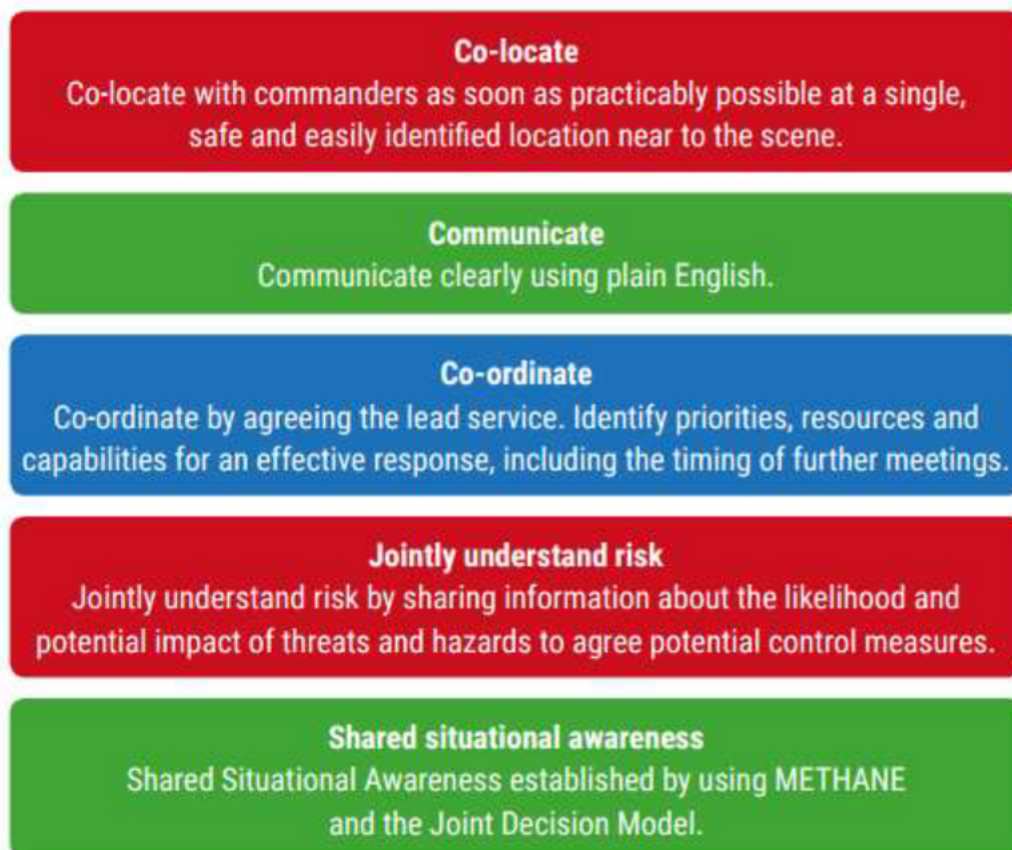 Co-locate
Co-locate with commanders as soon as practicably possible at a single,
safe and easily identified location near to the scene.
Communicate
Communicate clearly using plain English.
Co-ordinate
Co-ordinate by agreeing the lead service. Identify priorities, resources and
capabilities for an effective response, including the timing of further meetings.
Jointly understand risk
Jointly understand risk by sharing information about the likelihood and
potential impact of threats and hazards to agree potential control measures.
Shared situational awareness
Shared Situational Awareness established by using METHANE
and the Joint Decision Model.